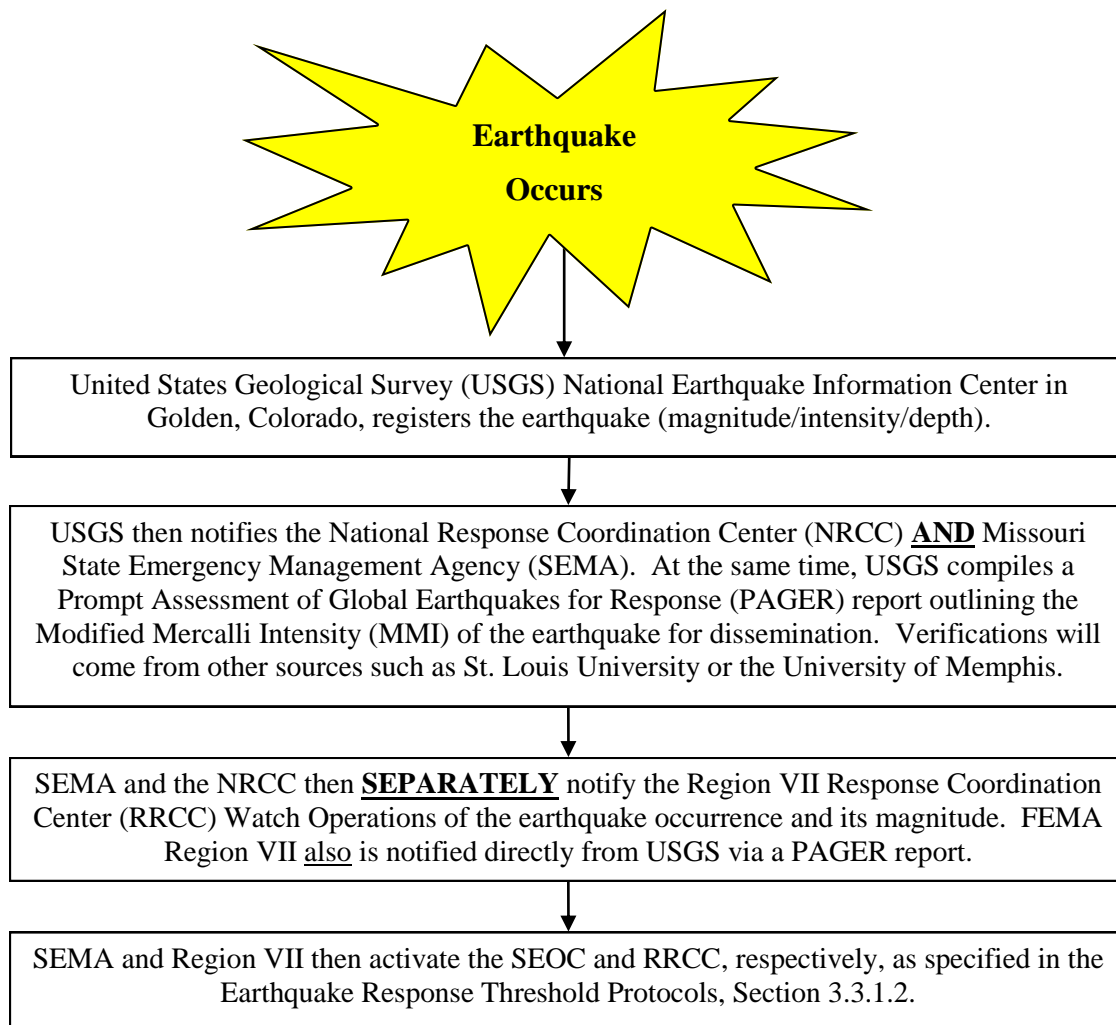 Earthquake
Occurs
United States Geological Survey (USGS) National Earthquake Information Center in
Golden, Colorado, registers the earthquake (magnitude/intensity/depth).
USGS then notifies the National Response Coordination Center (NRCC) AND Missouri
State Emergency Management Agency (SEMA).  At the same time, USGS compiles a
Prompt Assessment of Global Earthquakes for Response (PAGER) report outlining the
Modified Mercalli Intensity (MMI) of the earthquake for dissemination.  Verifications will
come from other sources such as St. Louis University or the University of Memphis.
SEMA and the NRCC then SEPARATELY notify the Region VII Response Coordination
Center (RRCC) Watch Operations of the earthquake occurrence and its magnitude.  FEMA
Region VII also is notified directly from USGS via a PAGER report.
SEMA and Region VII then activate the SEOC and RRCC, respectively, as specified in the
Earthquake Response Threshold Protocols, Section 3.3.1.2.